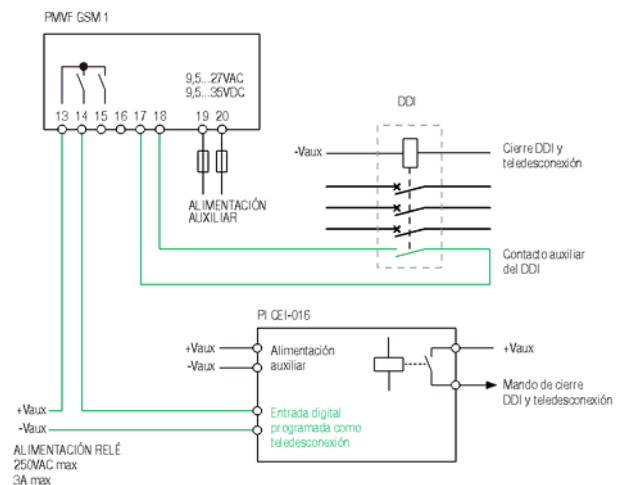 PMVF GSM 1
9,5...27VAC
9,5...35VDC
13 14 15 16 17 18 19 20
ALIMENTACIÓN
AUXILIAR
DDI
-Vaux
Cierre DDI y
teledesconexión
Contacto auxiliar
del DDI
PI CEI-016
+Vaux
-Vaux
Alimentación
auxiliar
+Vaux
Mando de cierre
DDI y teledesconexión
Entrada digital
programada como
teledesconexión
+Vaux
-Vaux
ALIMENTACIÓN RELÉ
250VAC max
3A max